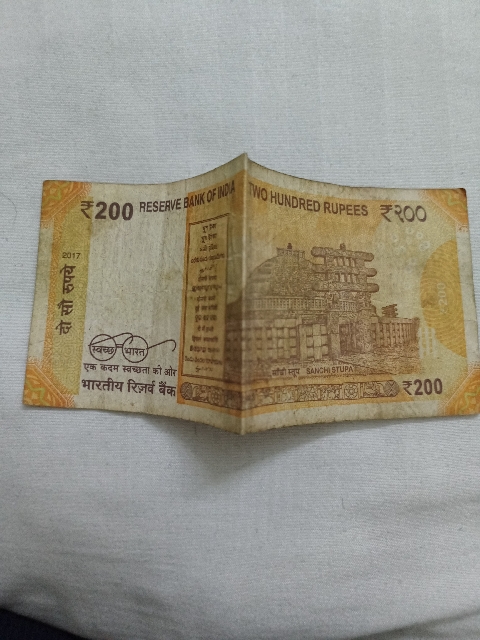 ₹200 RESERVE BANK OF INDIA TWO HUNDRED RUPEES ₹२००
2017
दो सौ रुपये
स्वच्छ भारत
एक कदम स्वच्छता की ओर
भारतीय रिज़र्व बैंक
साँची स्तूप SANCHI STUPA
₹200